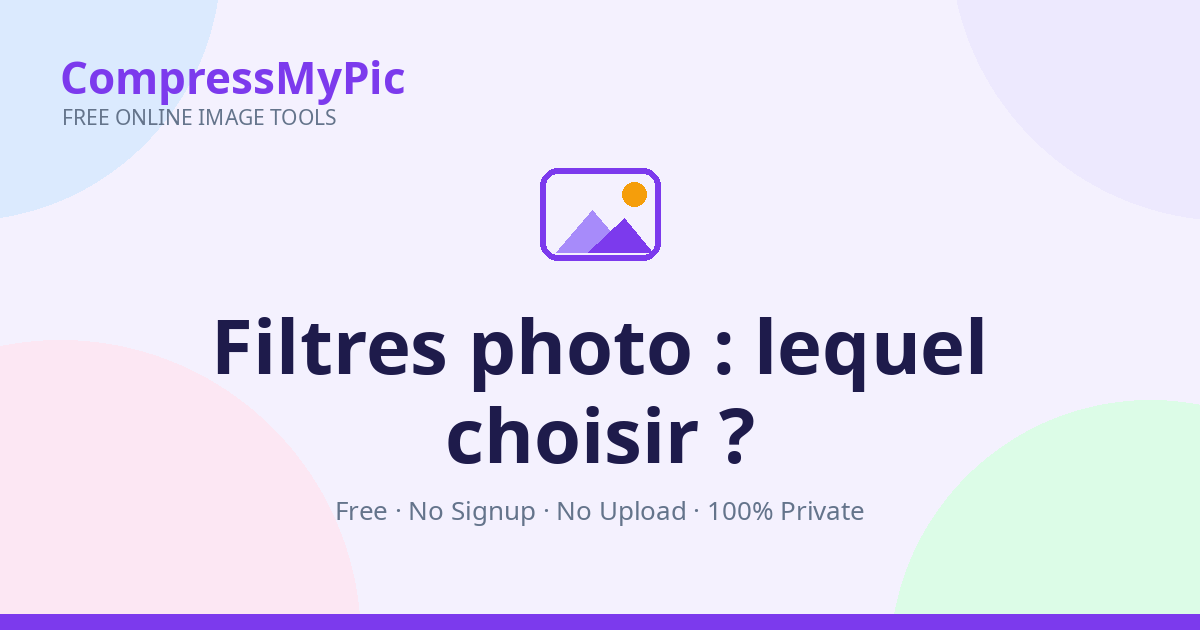 CompressMyPic
FREE ONLINE IMAGE TOOLS
Filtres photo : lequel
choisir ?
Free · No Signup · No Upload · 100% Private